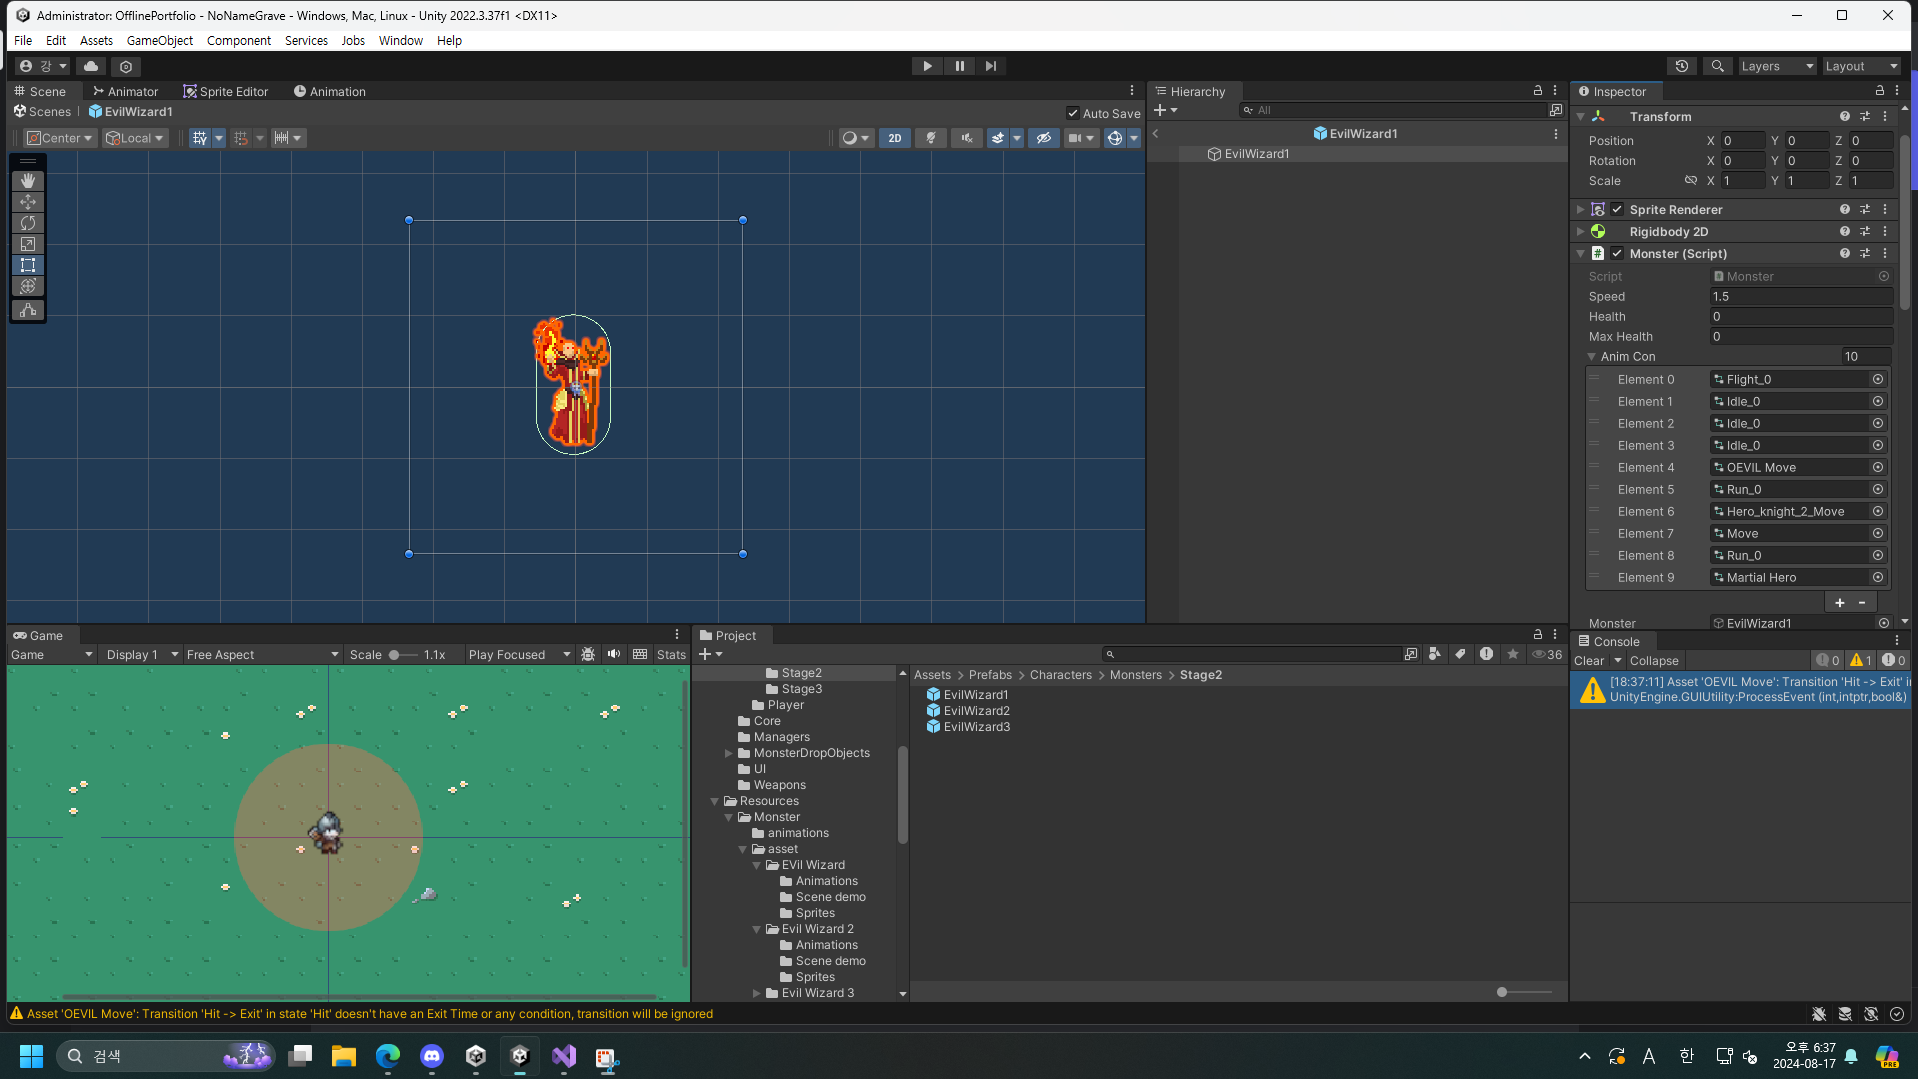 Administrator: OfflinePortfolio - NoNameGrave - Windows, Mac, Linux - Unity 2022.3.37f1 <DX11>
File Edit Assets GameObject Component Services Jobs Window Help
강
Layers Layout
Scene Animator Sprite Editor Animation
Scenes EvilWizard1 Auto Save
Center Local 2D
Hierarchy
All
EvilWizard1
EvilWizard1
Inspector
Transform
Position X 0 Y 0 Z 0
Rotation X 0 Y 0 Z 0
Scale X 1 Y 1 Z 1
Sprite Renderer
Rigidbody 2D
Monster (Script)
Script Monster
Speed 1.5
Health 0
Max Health 0
Anim Con 10
Element 0 Flight_0
Element 1 Idle_0
Element 2 Idle_0
Element 3 Idle_0
Element 4 OEVIL Move
Element 5 Run_0
Element 6 Hero_knight_2_Move
Element 7 Move
Element 8 Run_0
Element 9 Martial Hero
+ -
Monster EvilWizard1
Game
Game Display 1 Free Aspect Scale 1.1x Play Focused Stats
Project
36
Stage2
Stage3
Player
Core
Managers
MonsterDropObjects
UI
Weapons
Resources
Monster
animations
asset
EVil Wizard
Animations
Scene demo
Sprites
Evil Wizard 2
Animations
Scene demo
Sprites
Evil Wizard 3
Assets > Prefabs > Characters > Monsters > Stage2
EvilWizard1
EvilWizard2
EvilWizard3
Console
Clear Collapse 0 1 0
[18:37:11] Asset 'OEVIL Move': Transition 'Hit -> Exit' in
UnityEngine.GUIUtility:ProcessEvent (int,intptr,bool&)
Asset 'OEVIL Move': Transition 'Hit -> Exit' in state 'Hit' doesn't have an Exit Time or any condition, transition will be ignored
검색
A 한
오후 6:37
2024-08-17
PRE